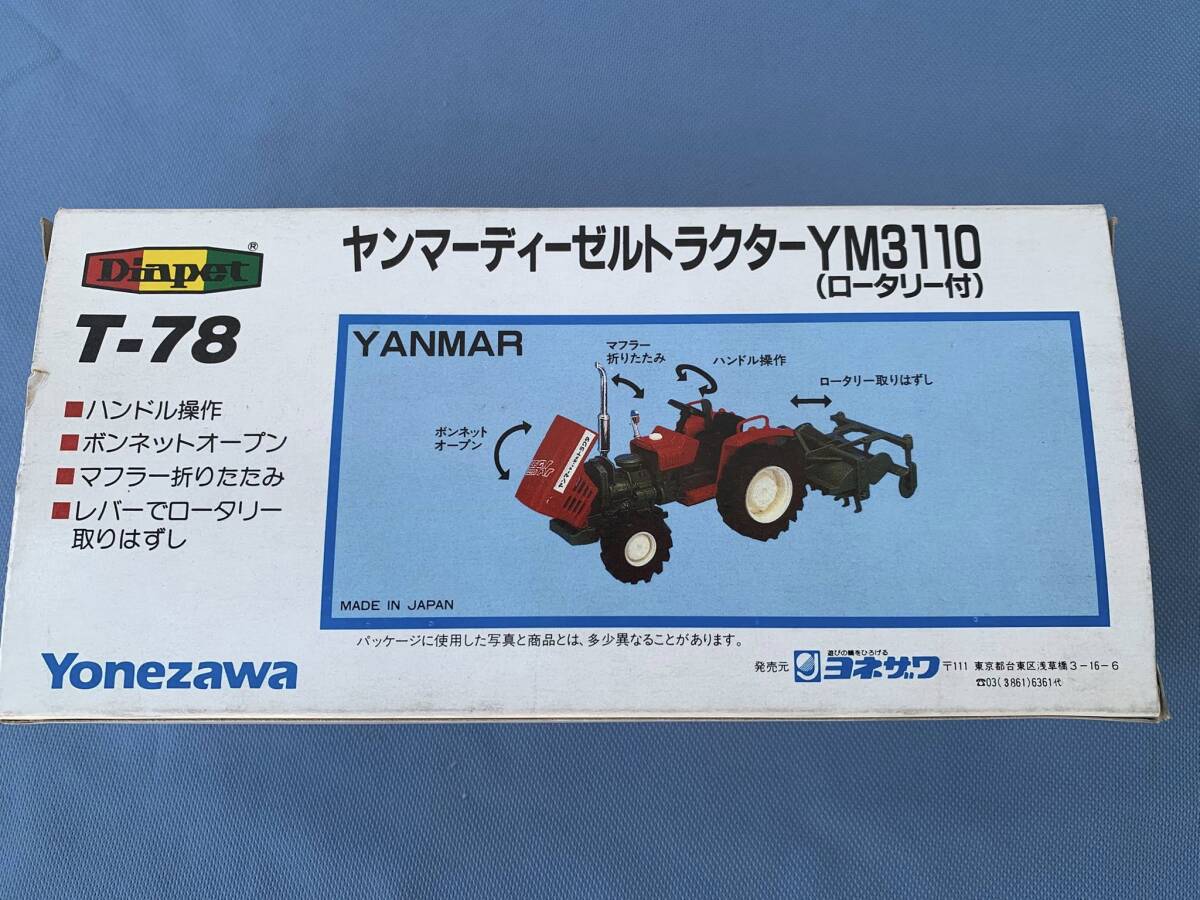 Diapet®
T-78
■ハンドル操作
■ボンネットオープン
■マフラー折りたたみ
■レバーでロータリー
取りはずし
Yonezawa
ヤンマーディーゼルトラクターYM3110
(ロータリー付)
YANMAR
マフラー
折りたたみ
ハンドル操作
ロータリー取りはずし
ボンネット
オープン
MADE IN JAPAN
パッケージに使用した写真と商品とは、多少異なることがあります。
発売元
遊びの輪をひろげる
ヨネザワ
〒111 東京都台東区浅草橋3-16-6
☎03(3861)6361代